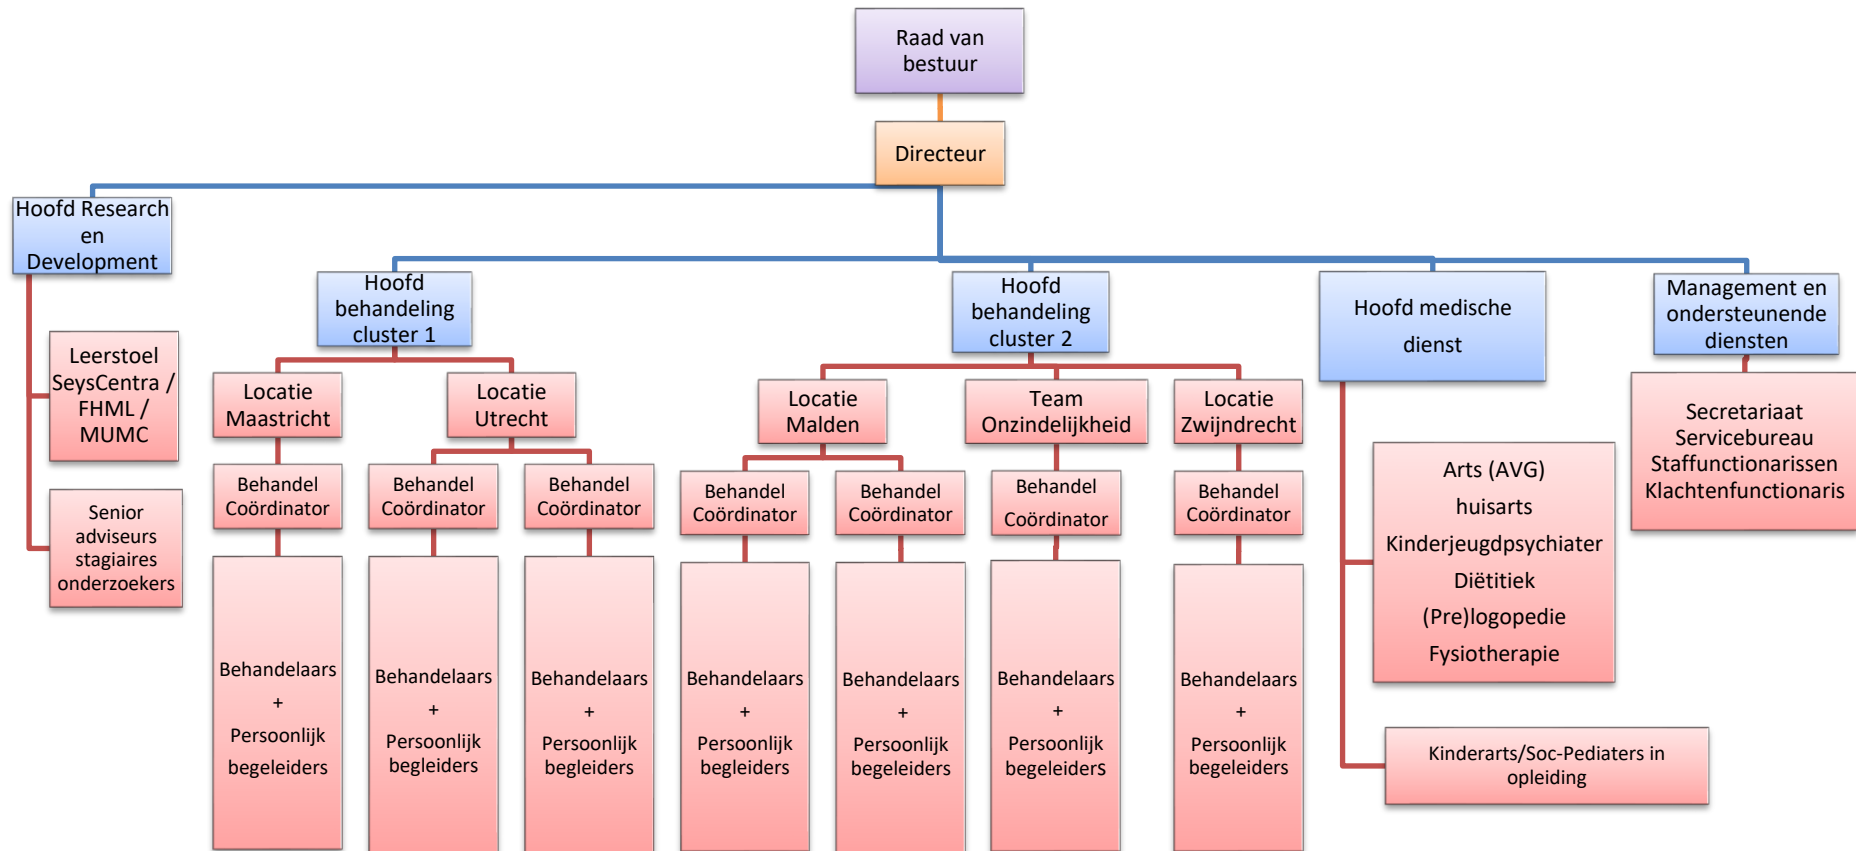 Raad van
bestuur
Directeur
Hoofd Research
en
Development
Hoofd
behandeling
cluster 1
Hoofd
behandeling
cluster 2
Hoofd medische
dienst
Management en
ondersteunende
diensten
Leerstoel
SeysCentra /
FHML /
MUMC
Senior
adviseurs
stagiaires
onderzoekers
Locatie
Maastricht
Locatie
Utrecht
Locatie
Malden
Team
Onzindelijkheid
Locatie
Zwijndrecht
Behandel
Coördinator
Behandel
Coördinator
Behandel
Coördinator
Behandel
Coördinator
Behandel
Coördinator
Behandel
Coördinator
Behandel
Coördinator
Behandelaars
+
Persoonlijk
begeleiders
Behandelaars
+
Persoonlijk
begleiders
Behandelaars
+
Persoonlijk
begleiders
Behandelaars
+
Persoonlijk
begleiders
Behandelaars
+
Persoonlijk
begeleiders
Behandelaars
+
Persoonlijk
begeleiders
Behandelaars
+
Persoonlijk
begeleiders
Arts (AVG)
huisarts
Kinderjeugdpsychiater
Diëtitiek
(Pre)logopedie
Fysiotherapie
Kinderarts/Soc-Pediaters in
opleiding
Secretariaat
Servicebureau
Staffunctionarissen
Klachtenfunctionaris